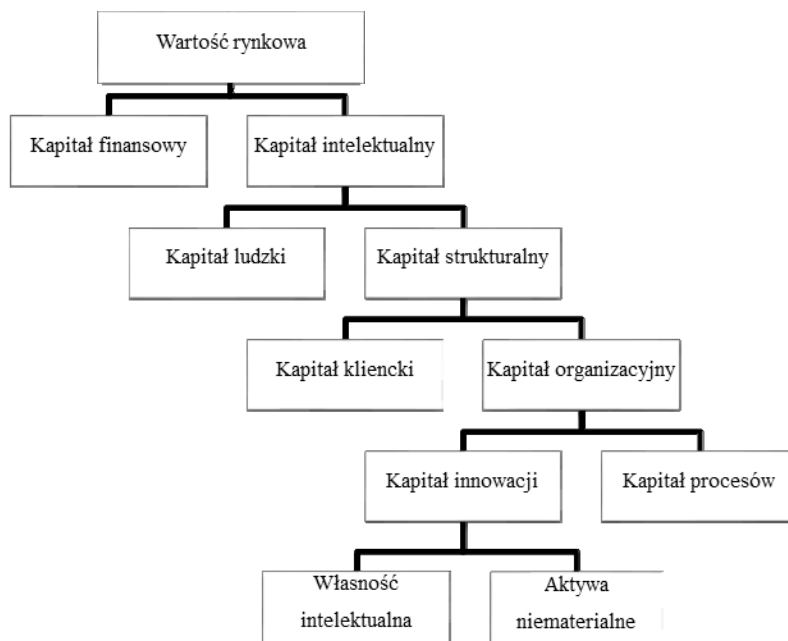 Wartość rynkowa
Kapitał finansowy
Kapitał intelektualny
Kapitał ludzki
Kapitał strukturalny
Kapitał kliencki
Kapitał organizacyjny
Kapitał innowacji
Kapitał procesów
Własność
intelektualna
Aktywa
niematerialne